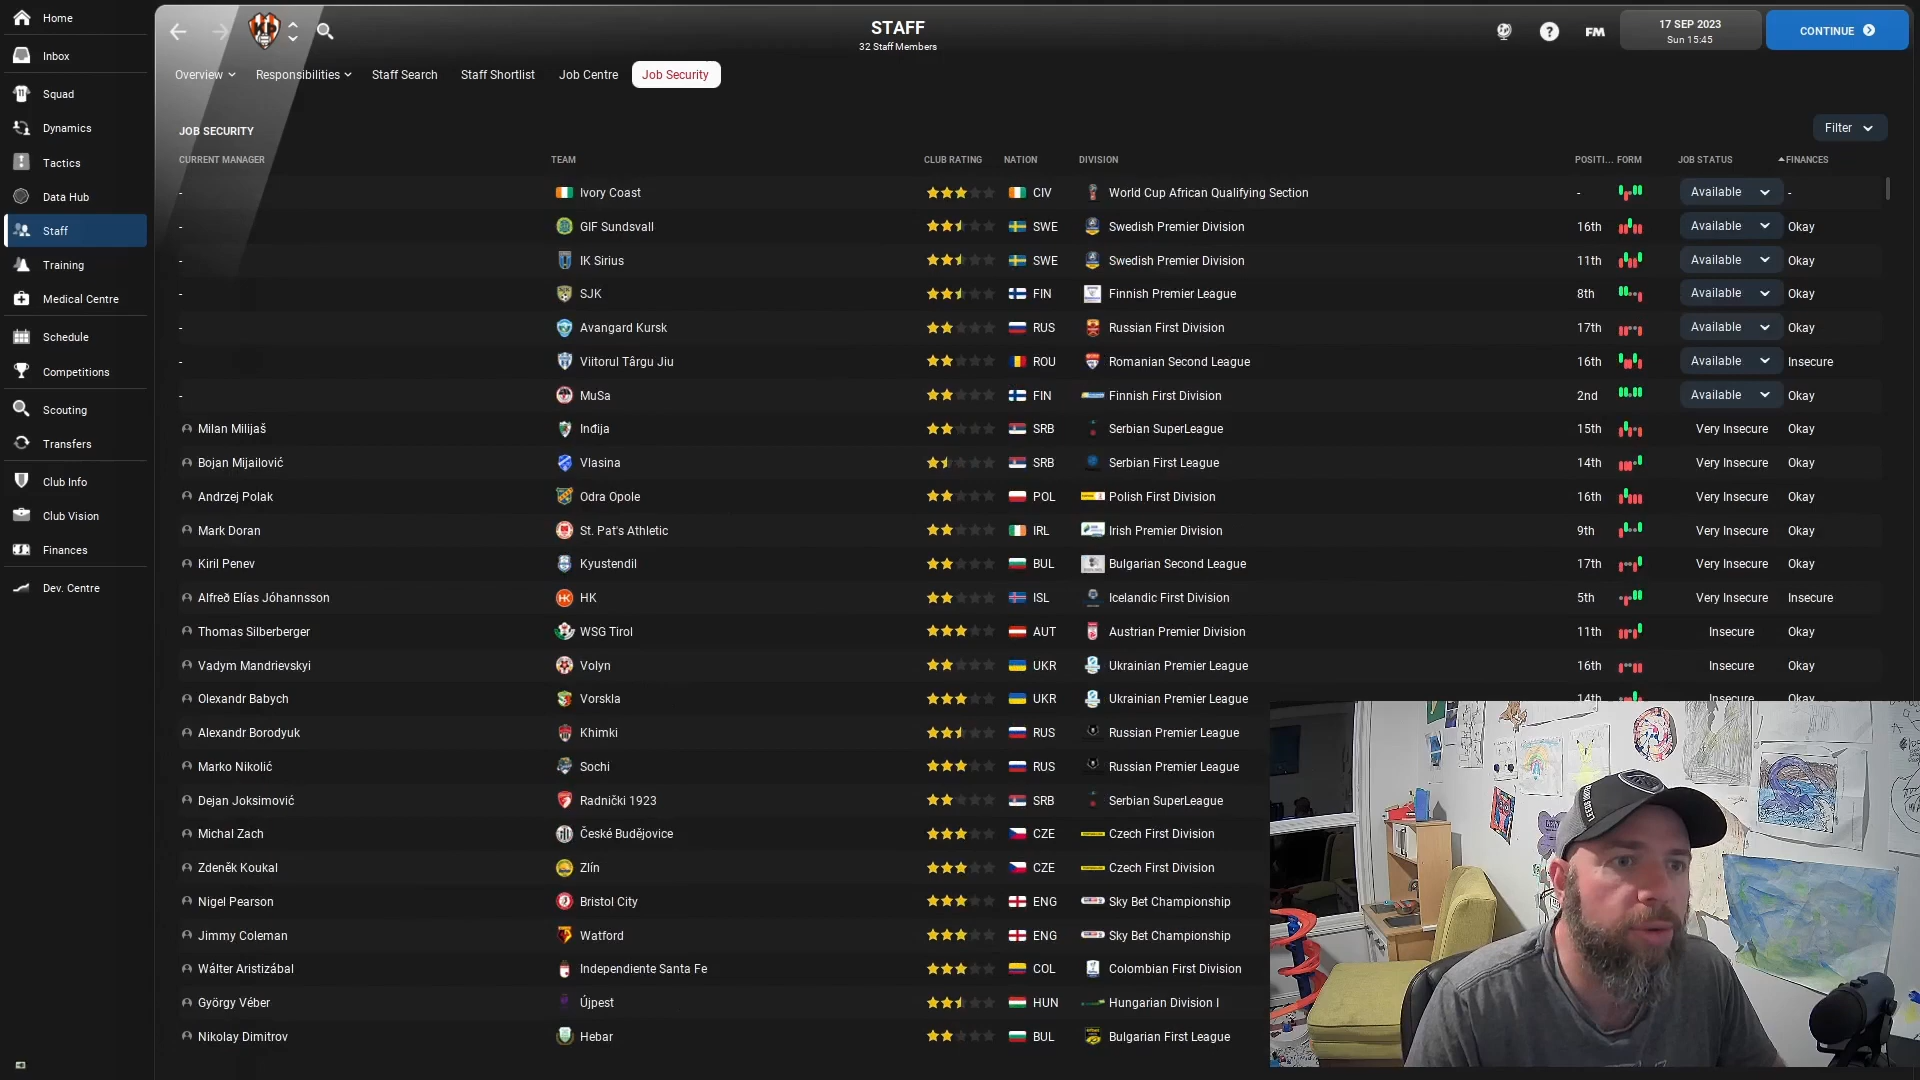 Home
Inbox
Squad
Dynamics
Tactics
Data Hub
Staff
Training
Medical Centre
Schedule
Competitions
Scouting
Transfers
Club Info
Club Vision
Finances
Dev. Centre
STAFF
32 Staff Members
FM
17 SEP 2023
Sun 15:45
CONTINUE
Overview Responsibilities Staff Search Staff Shortlist Job Centre Job Security
JOB SECURITY
Filter
CURRENT MANAGER TEAM CLUB RATING NATION DIVISION POSITI... FORM JOB STATUS FINANCES
- Ivory Coast CIV World Cup African Qualifying Section - Available -
- GIF Sundsvall SWE Swedish Premier Division 16th Available Okay
- IK Sirius SWE Swedish Premier Division 11th Available Okay
- SJK FIN Finnish Premier League 8th Available Okay
- Avangard Kursk RUS Russian First Division 17th Available Okay
- Viitorul Târgu Jiu ROU Romanian Second League 16th Available Insecure
- MuSa FIN Finnish First Division 2nd Available Okay
Milan Milijaš Inđija SRB Serbian SuperLeague 15th Very Insecure Okay
Bojan Mijailović Vlasina SRB Serbian First League 14th Very Insecure Okay
Andrzej Polak Odra Opole POL Polish First Division 16th Very Insecure Okay
Mark Doran St. Pat's Athletic IRL Irish Premier Division 9th Very Insecure Okay
Kiril Penev Kyustendil BUL Bulgarian Second League 17th Very Insecure Okay
Alfreð Elías Jóhannsson HK ISL Icelandic First Division 5th Very Insecure Insecure
Thomas Silberberger WSG Tirol AUT Austrian Premier Division 11th Insecure Okay
Vadym Mandrievskyi Volyn UKR Ukrainian Premier League 16th Insecure Okay
Olexandr Babych Vorskla UKR Ukrainian Premier League 14th Insecure Okay
Alexandr Borodyuk Khimki RUS Russian Premier League
Marko Nikolić Sochi RUS Russian Premier League
Dejan Joksimović Radnički 1923 SRB Serbian SuperLeague
Michal Zach České Budějovice CZE Czech First Division
Zdeněk Koukal Zlín CZE Czech First Division
Nigel Pearson Bristol City ENG Sky Bet Championship
Jimmy Coleman Watford ENG Sky Bet Championship
Wálter Aristizábal Independiente Santa Fe COL Colombian First Division
György Véber Újpest HUN Hungarian Division I
Nikolay Dimitrov Hebar BUL Bulgarian First League